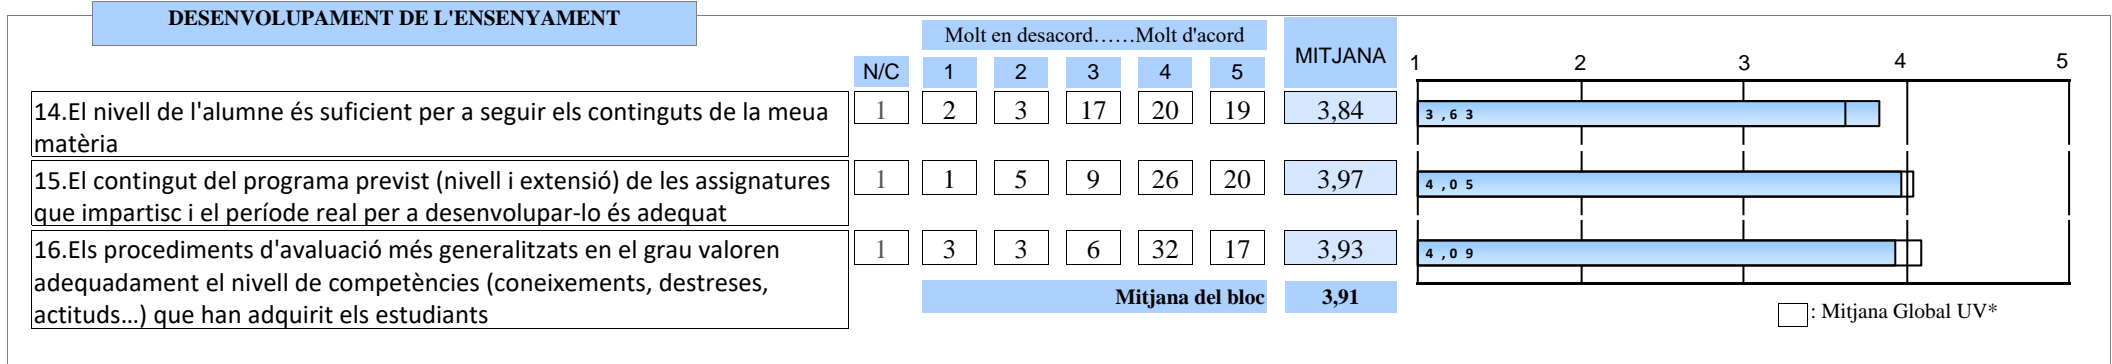 DESENVOLUPAMENT DE L'ENSENYAMENT
Molt en desacord……Molt d'acord
MITJANA
N/C 1 2 3 4 5
1 2 3 4 5
14.El nivell de l'alumne és suficient per a seguir els continguts de la meua
matèria
1 2 3 17 20 19 3,84
3,63
15.El contingut del programa previst (nivell i extensió) de les assignatures
que impartisc i el període real per a desenvolupar-lo és adequat
1 1 5 9 26 20 3,97
4,05
16.Els procediments d'avaluació més generalitzats en el grau valoren
adequadament el nivell de competències (coneixements, destreses,
actituds…) que han adquirit els estudiants
1 3 3 6 32 17 3,93
4,09
Mitjana del bloc 3,91
: Mitjana Global UV*